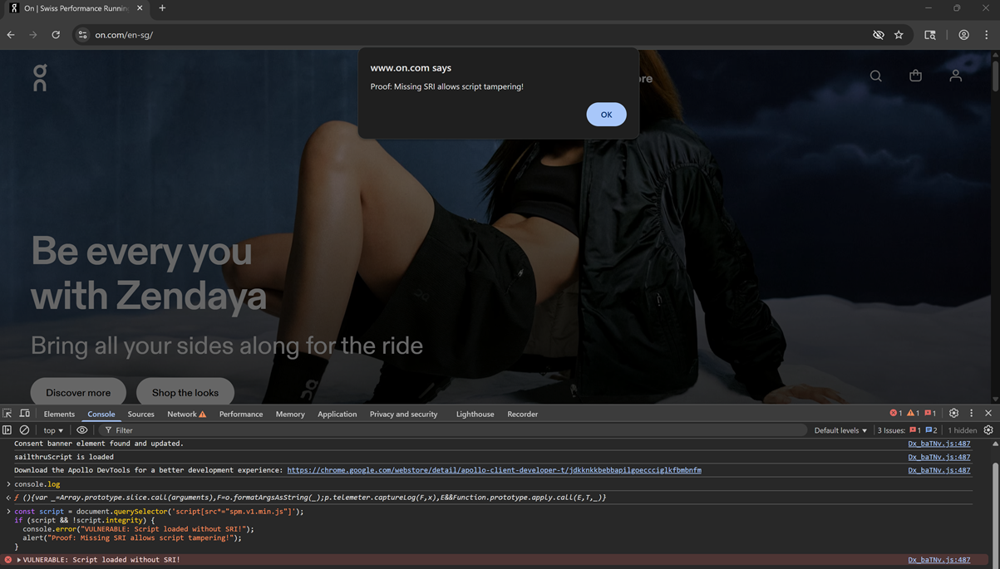 On | Swiss Performance Runnin
on.com/en-sg/
on
www.on.com says
Proof: Missing SRI allows script tampering!
OK
re
Be every you
with Zendaya
Bring all your sides along for the ride
Discover more
Shop the looks
Elements Console Sources Network Performance Memory Application Privacy and security Lighthouse Recorder 1 1 1
top Filter Default levels 3 Issues: 1 2 1 hidden
Consent banner element found and updated. Dx_baTNv.js:487
sailthruScript is loaded Dx_baTNv.js:487
Download the Apollo DevTools for a better development experience: https://chrome.google.com/webstore/detail/apollo-client-developer-t/jdkknkkbebbapilgoeccciglkfbmbnfm Dx_baTNv.js:487
> console.log
< ƒ (){var _=Array.prototype.slice.call(arguments),F=o.formatArgsAsString(_);p.telemeter.captureLog(F,x),E&&Function.prototype.apply.call(E,T,_)}
> const script = document.querySelector('script[src*="spm.v1.min.js"]');
if (script && !script.integrity) {
console.error("VULNERABLE: Script loaded without SRI!");
alert("Proof: Missing SRI allows script tampering!");
}
VULNERABLE: Script loaded without SRI! Dx_baTNv.js:487